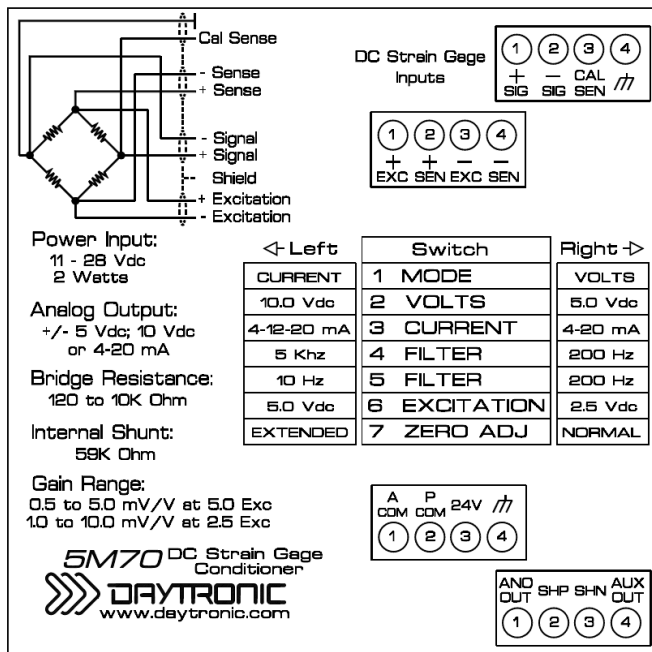 Cal Sense
- Sense
+ Sense
- Signal
+ Signal
Shield
+ Excitation
- Excitation
DC Strain Gage
Inputs
1 2 3 4
+ SIG - SIG CAL SEN
1 2 3 4
+ EXC + SEN - EXC - SEN
Power Input:
11 - 28 Vdc
2 Watts
Analog Output:
+/- 5 Vdc; 10 Vdc
or 4-20 mA
Bridge Resistance:
120 to 10K Ohm
Internal Shunt:
59K Ohm
Gain Range:
0.5 to 5.0 mV/V at 5.0 Exc
1.0 to 10.0 mV/V at 2.5 Exc
Left Switch Right
CURRENT 1 MODE VOLTS
10.0 Vdc 2 VOLTS 5.0 Vdc
4-12-20 mA 3 CURRENT 4-20 mA
5 Khz 4 FILTER 200 Hz
10 Hz 5 FILTER 200 Hz
5.0 Vdc 6 EXCITATION 2.5 Vdc
EXTENDED 7 ZERO ADJ NORMAL
A COM P COM 24V
1 2 3 4
5M70 DC Strain Gage
Conditioner
DAYTRONIC
www.daytronic.com
ANO OUT SHP SHN AUX OUT
1 2 3 4